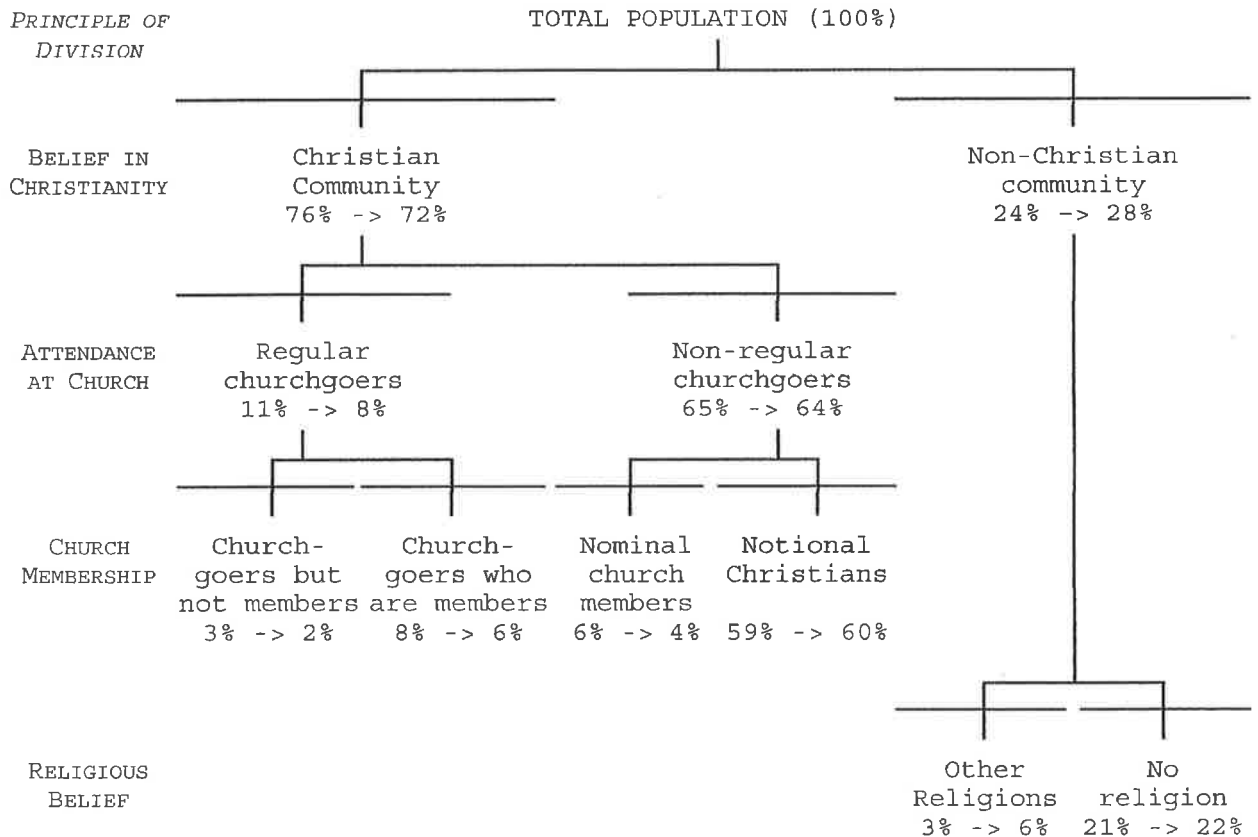 PRINCIPLE OF
DIVISION
TOTAL POPULATION (100%)
BELIEF IN
CHRISTIANITY
Christian
Community
76% -> 72%
Non-Christian
community
24% -> 28%
ATTENDANCE
AT CHURCH
Regular
churchgoers
11% -> 8%
Non-regular
churchgoers
65% -> 64%
CHURCH
MEMBERSHIP
Church-
goers but
not members
3% -> 2%
Church-
goers who
are members
8% -> 6%
Nominal
church
members
6% -> 4%
Notional
Christians
59% -> 60%
RELIGIOUS
BELIEF
Other
Religions
3% -> 6%
No
religion
21% -> 22%